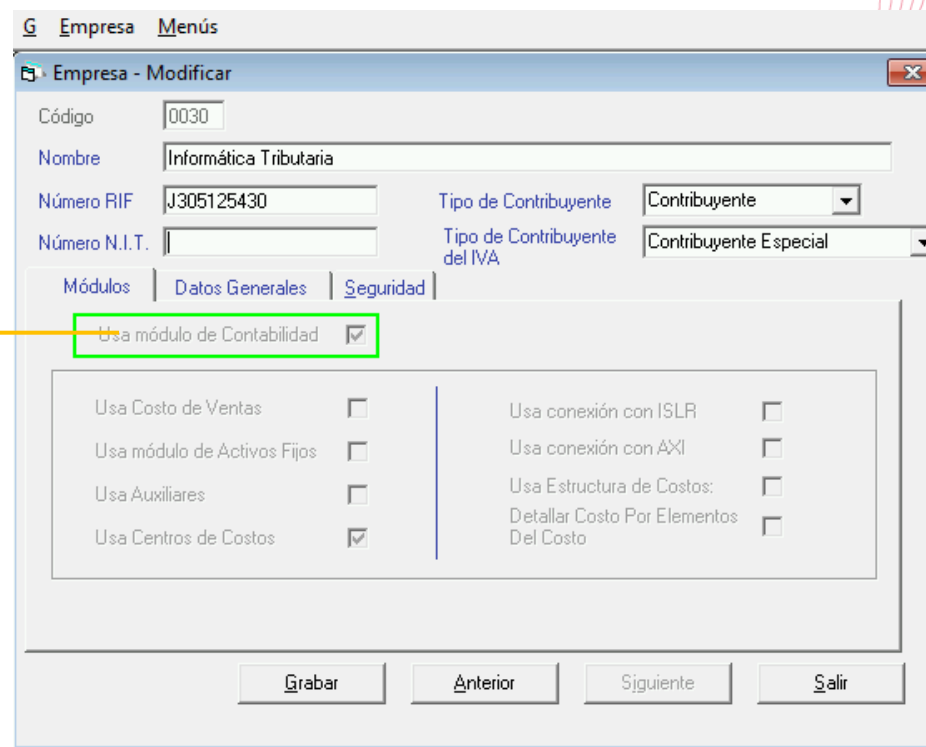 G Empresa Menús
Empresa - Modificar
Código 0030
Nombre Informática Tributaria
Número RIF J305125430 Tipo de Contribuyente Contribuyente
Número N.I.T. Tipo de Contribuyente
del IVA Contribuyente Especial
Módulos Datos Generales Seguridad
Usa módulo de Contabilidad
Usa Costo de Ventas Usa conexión con ISLR
Usa módulo de Activos Fijos Usa conexión con AXI
Usa Auxiliares Usa Estructura de Costos:
Usa Centros de Costos Detallar Costo Por Elementos
Del Costo
Grabar Anterior Siguiente Salir